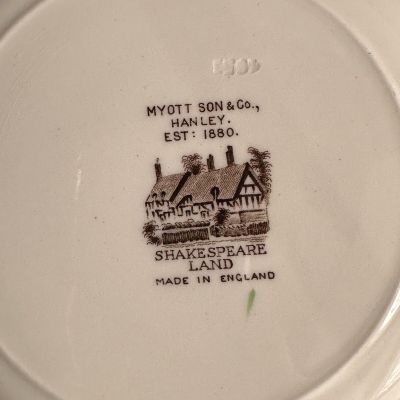 MYOTT SON & Co.,
HANLEY.
EST: 1880.
SHAKESPEARE
LAND
MADE IN ENGLAND